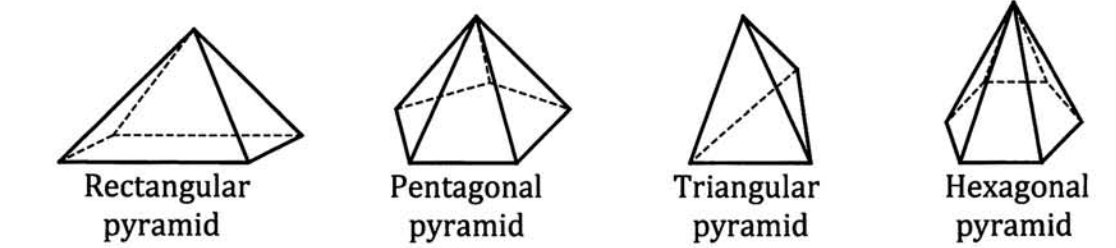 Rectangular
pyramid
Pentagonal
pyramid
Triangular
pyramid
Hexagonal
pyramid